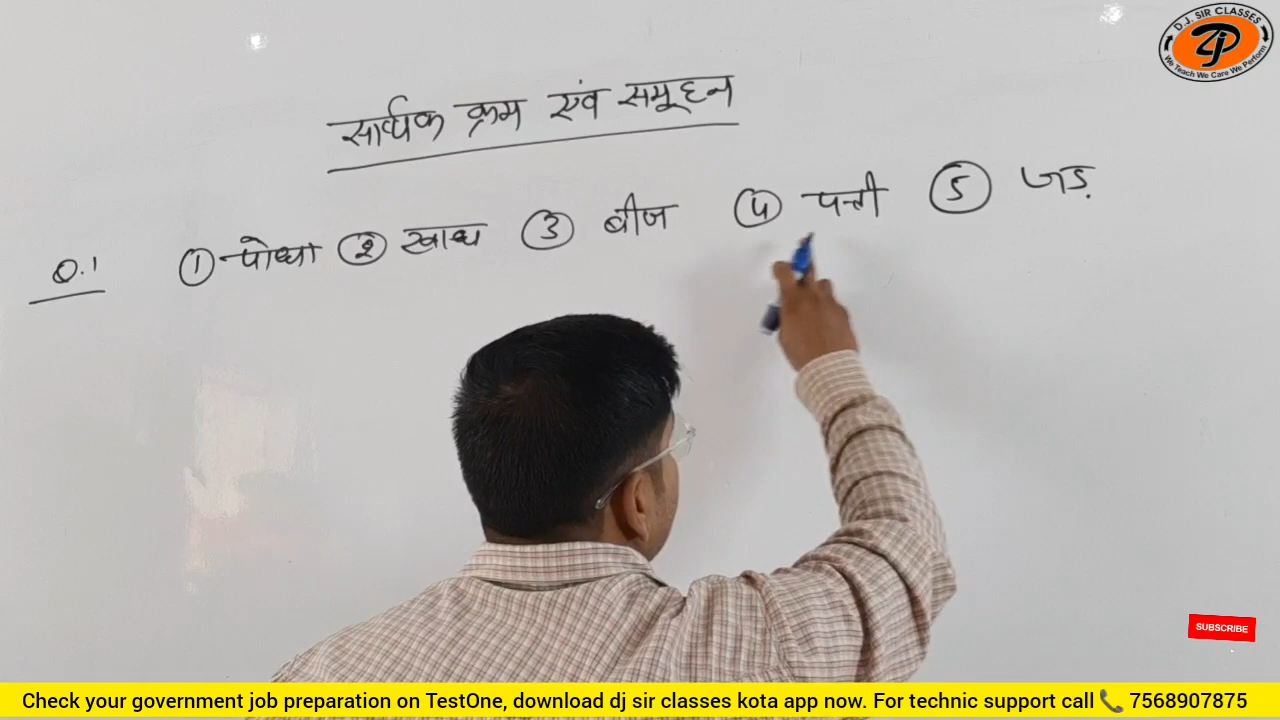 D.J. SIR CLASSES
ZJ
We Teach We Care We Perform
सार्थक क्रम एवं समूहन
Q.1 ① पोधा ② खाध ③ बीज ④ पत्ती ⑤ जड़
SUBSCRIBE
Check your government job preparation on TestOne, download dj sir classes kota app now. For technic support call 📞 7568907875